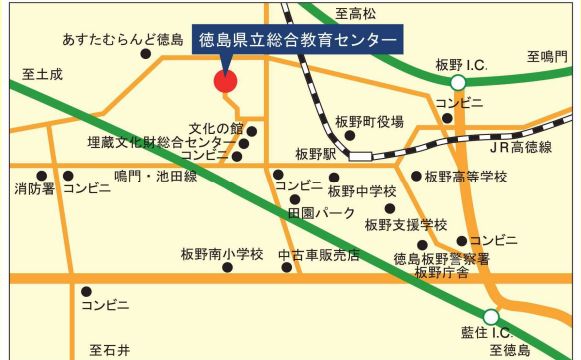 至高松
あすたむらんど徳島
徳島県立総合教育センター
板野 I.C.
至鳴門
至土成
コンビニ
文化の館
板野町役場
埋蔵文化財総合センター
コンビニ
板野駅
JR高徳線
消防署
コンビニ
鳴門・池田線
コンビニ
板野中学校
板野高等学校
田園パーク
板野支援学校
コンビニ
板野南小学校
中古車販売店
徳島板野警察署
板野庁舎
コンビニ
藍住 I.C.
至石井
至徳島